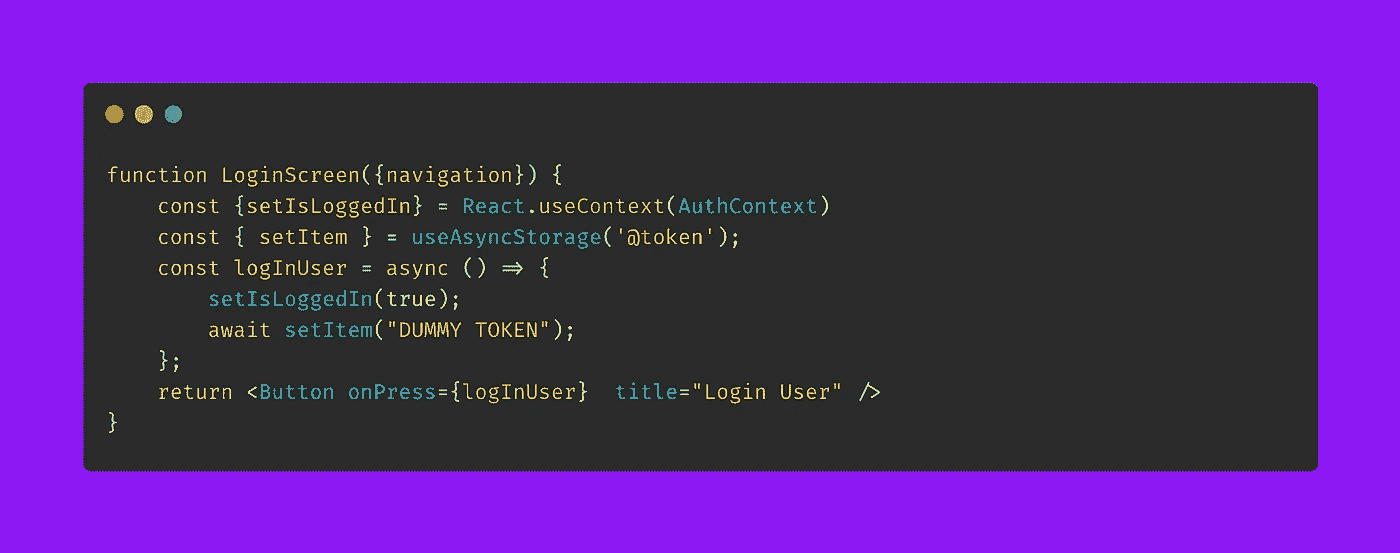 function LoginScreen({navigation}) {
    const {setIsLoggedIn} = React.useContext(AuthContext)
    const { setItem } = useAsyncStorage('@token');
    const logInUser = async () => {
        setIsLoggedIn(true);
        await setItem("DUMMY TOKEN");
    };
    return <Button onPress={logInUser}  title="Login User" />
}